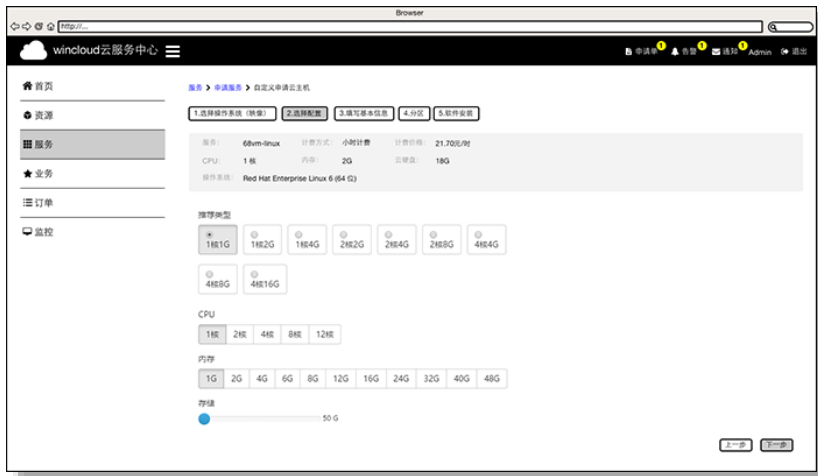 Browser
http://...
wincloud云服务中心
申请单 1 告警 1 通知 1 Admin 退出
首页
资源
服务
业务
订单
监控
服务 > 申请服务 > 自定义申请云主机
1.选择操作系统（映像） 2.选择配置 3.填写基本信息 4.分区 5.软件安装
服务: 68vm-linux 计费方式: 小时计费 计费价格: 21.70元/时
CPU: 1 核 内存: 2G 云硬盘: 18G
操作系统: Red Hat Enterprise Linux 6 (64 位)
推荐类型
1核1G 1核2G 1核4G 2核2G 2核4G 2核8G 4核4G
4核8G 4核16G
CPU
1核 2核 4核 8核 12核
内存
1G 2G 4G 6G 8G 12G 16G 24G 32G 40G 48G
存储
50 G
上一步 下一步